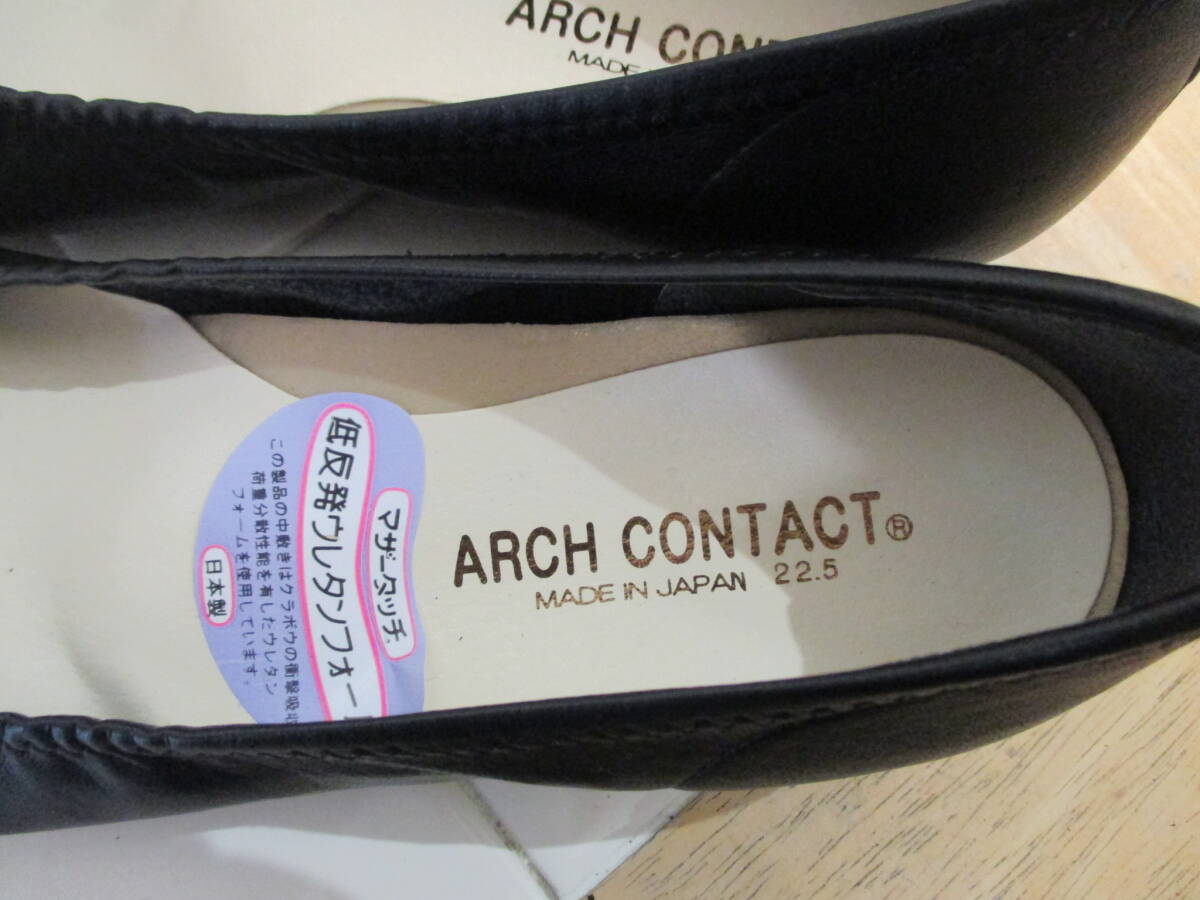 ARCH CON
MADE
マザータッチ
低反発ウレタンフォー
この製品の中敷きはクラボウの衝撃吸収
荷重分散性能を有したウレタン
フォームを使用しています。
日本製
ARCH CONTACT®
MADE IN JAPAN 22.5